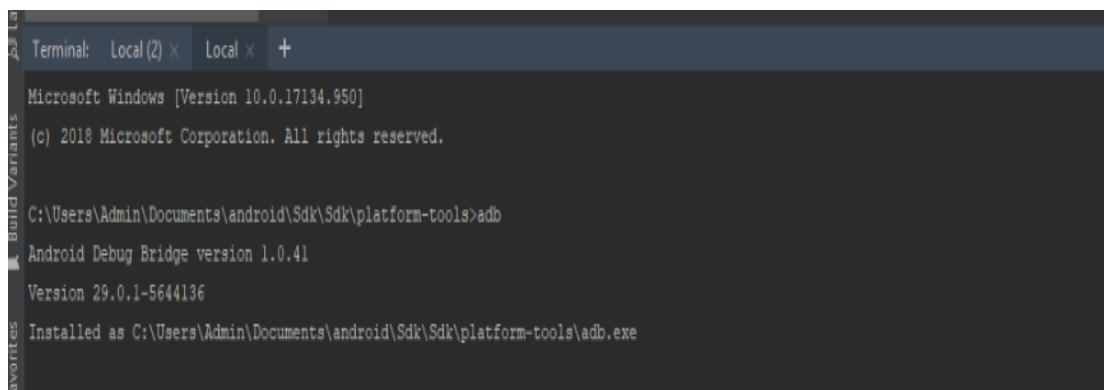 Terminal: Local (2) × Local × +
Microsoft Windows [Version 10.0.17134.950]
(c) 2018 Microsoft Corporation. All rights reserved.
C:\Users\Admin\Documents\android\Sdk\Sdk\platform-tools>adb
Android Debug Bridge version 1.0.41
Version 29.0.1-5644136
Installed as C:\Users\Admin\Documents\android\Sdk\Sdk\platform-tools\adb.exe
Build Variants